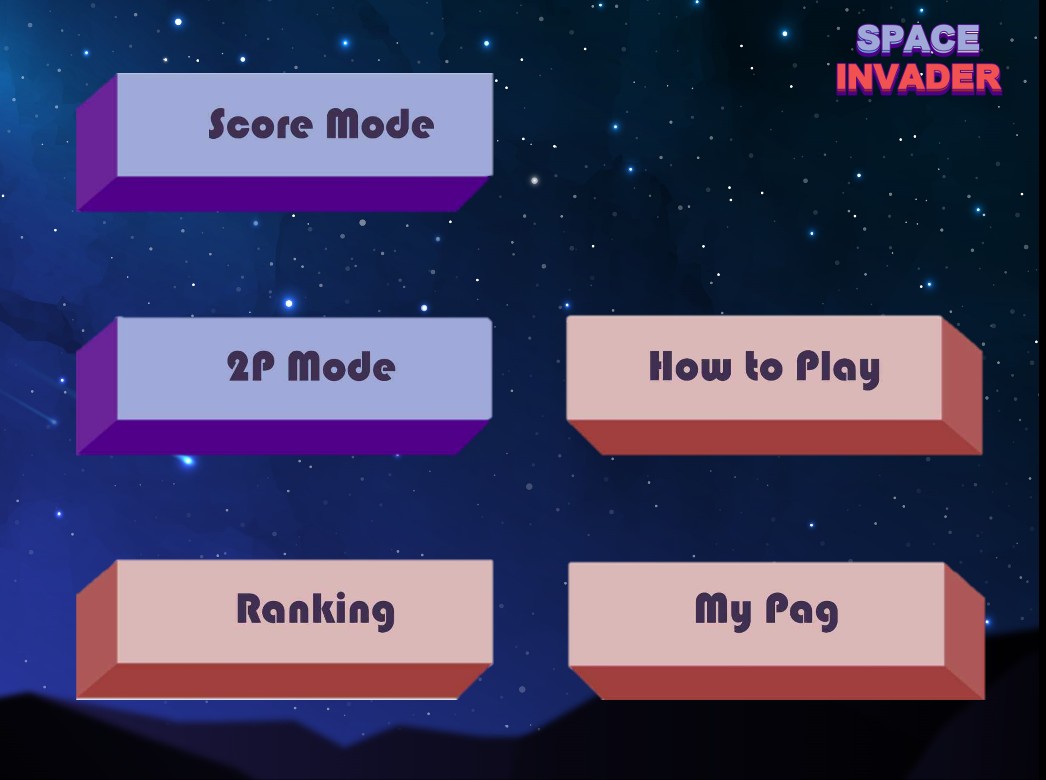 SPACE
INVADER
Score Mode
2P Mode
How to Play
Ranking
My Pag